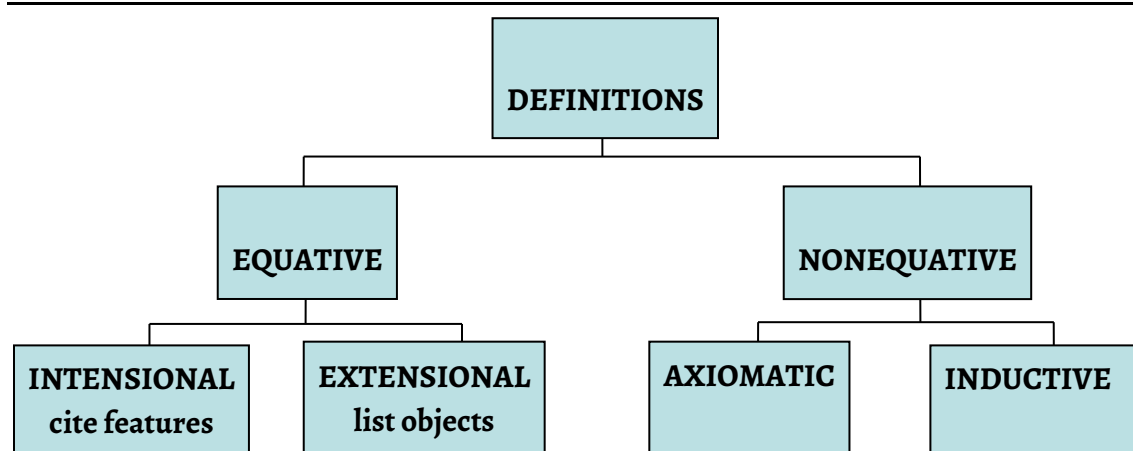 DEFINITIONS
EQUATIVE
NONEQUATIVE
INTENSIONAL
cite features
EXTENSIONAL
list objects
AXIOMATIC
INDUCTIVE